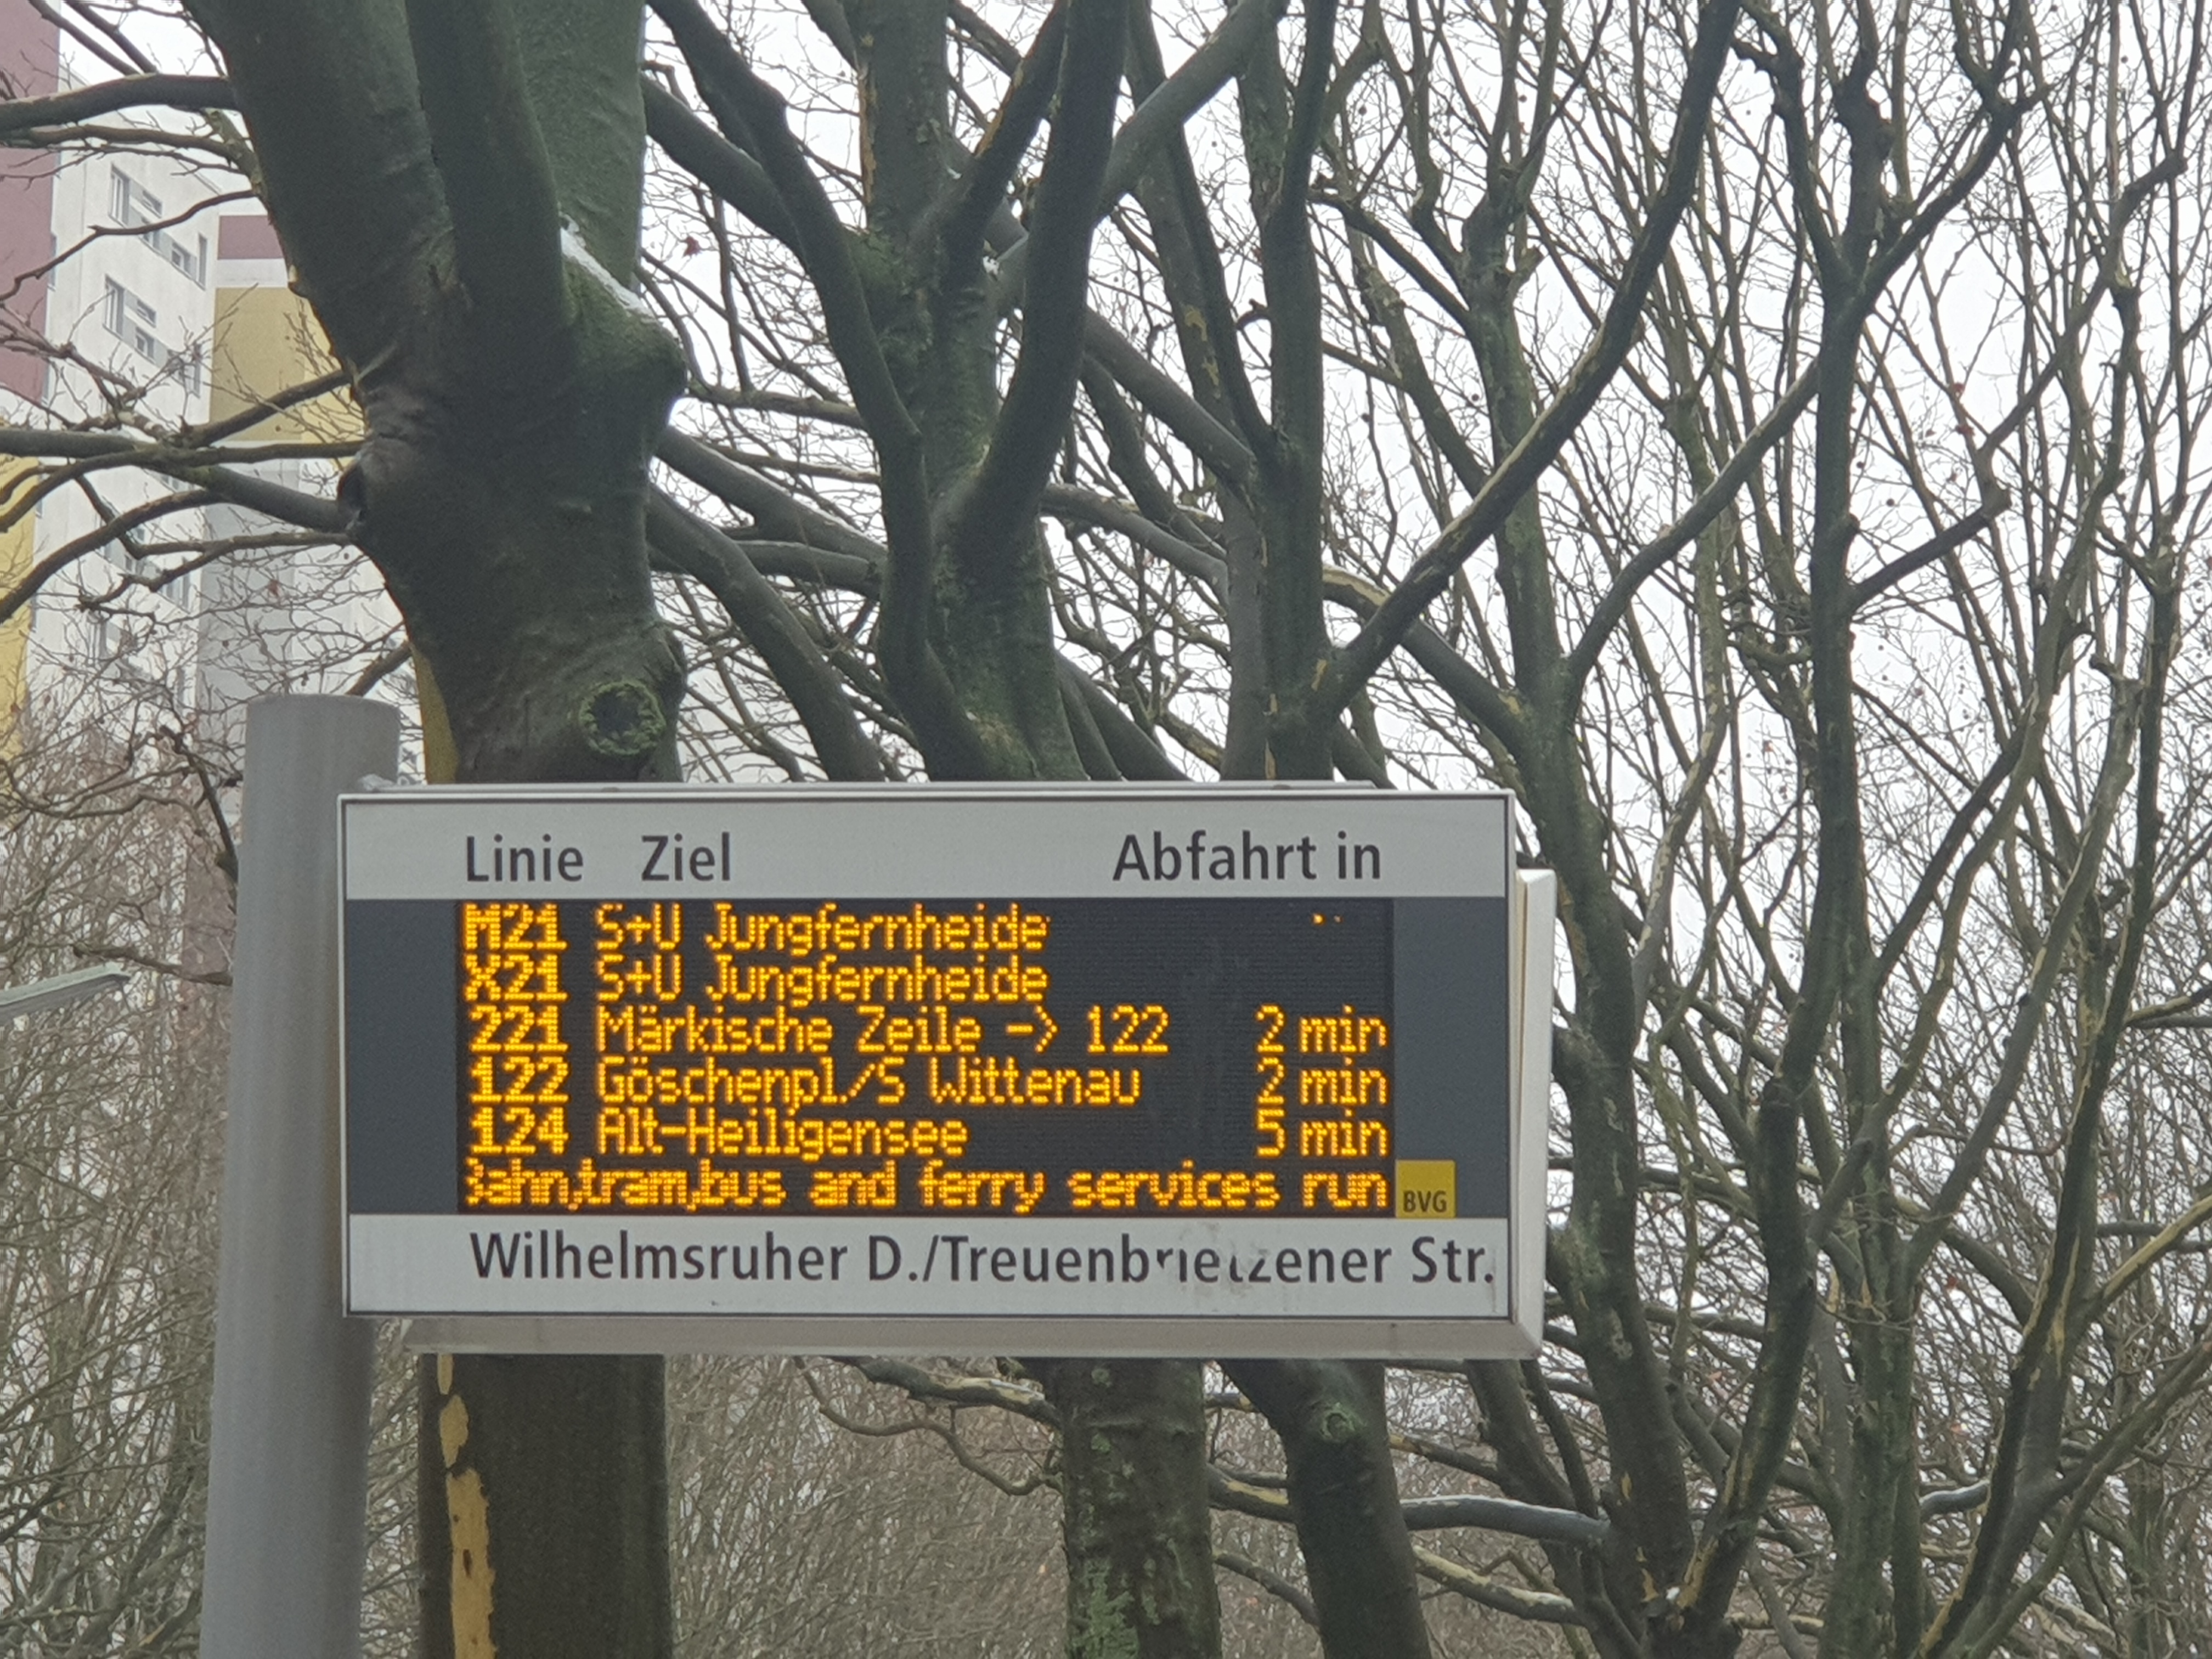 Linie Ziel Abfahrt in
M21 S+U Jungfernheide
X21 S+U Jungfernheide
221 Märkische Zeile -> 122 2 min
122 Göschenpl/S Wittenau 2 min
124 Alt-Heiligensee 5 min
ahn,tram,bus and ferry services run
BVG
Wilhelmsruher D./Treuenbrietzener Str.